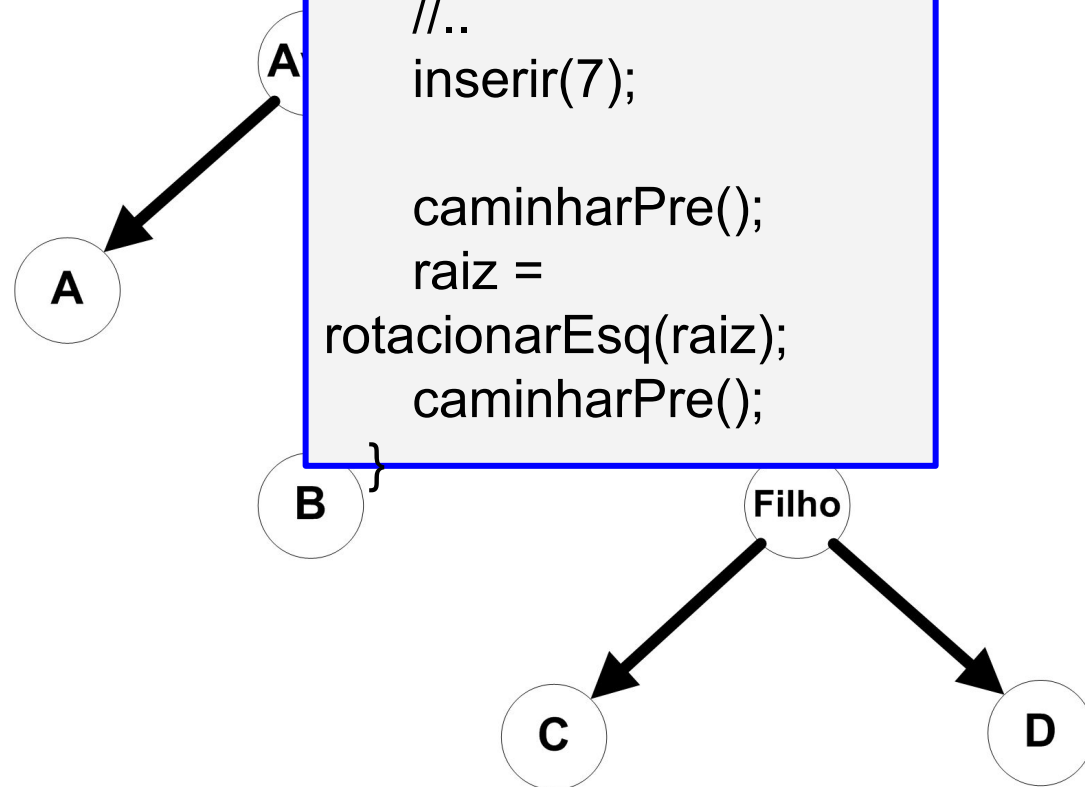 //..
inserir(7);
caminharPre();
raiz =
rotacionarEsq(raiz);
caminharPre();
}
A
B
Filho
C
D